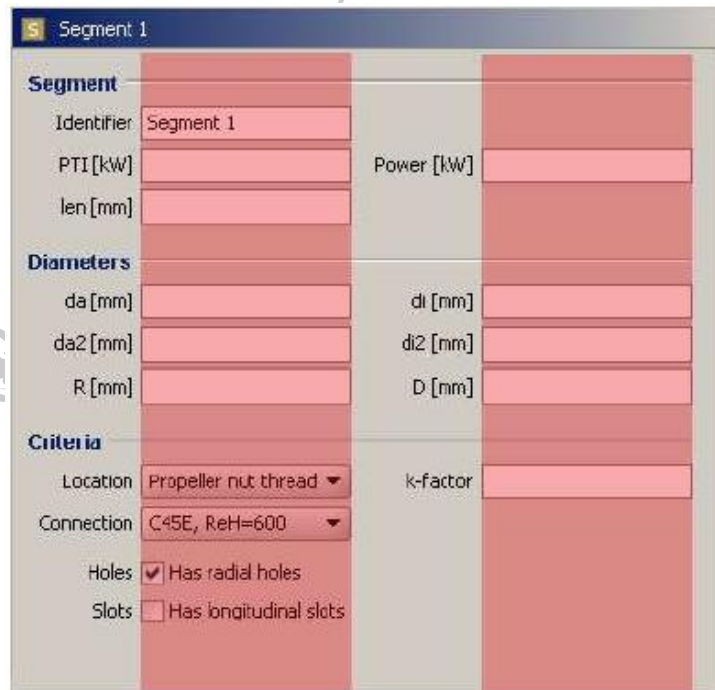 S Segment 1
Segment
Identifier Segment 1
PTI [kW] Power [kW]
len [mm]
Diameters
da [mm] di [mm]
da2 [mm] di2 [mm]
R [mm] D [mm]
Criteria
Location Propeller nut thread k-factor
Connection C45E, ReH=600
Holes Has radial holes
Slots Has longitudinal slots